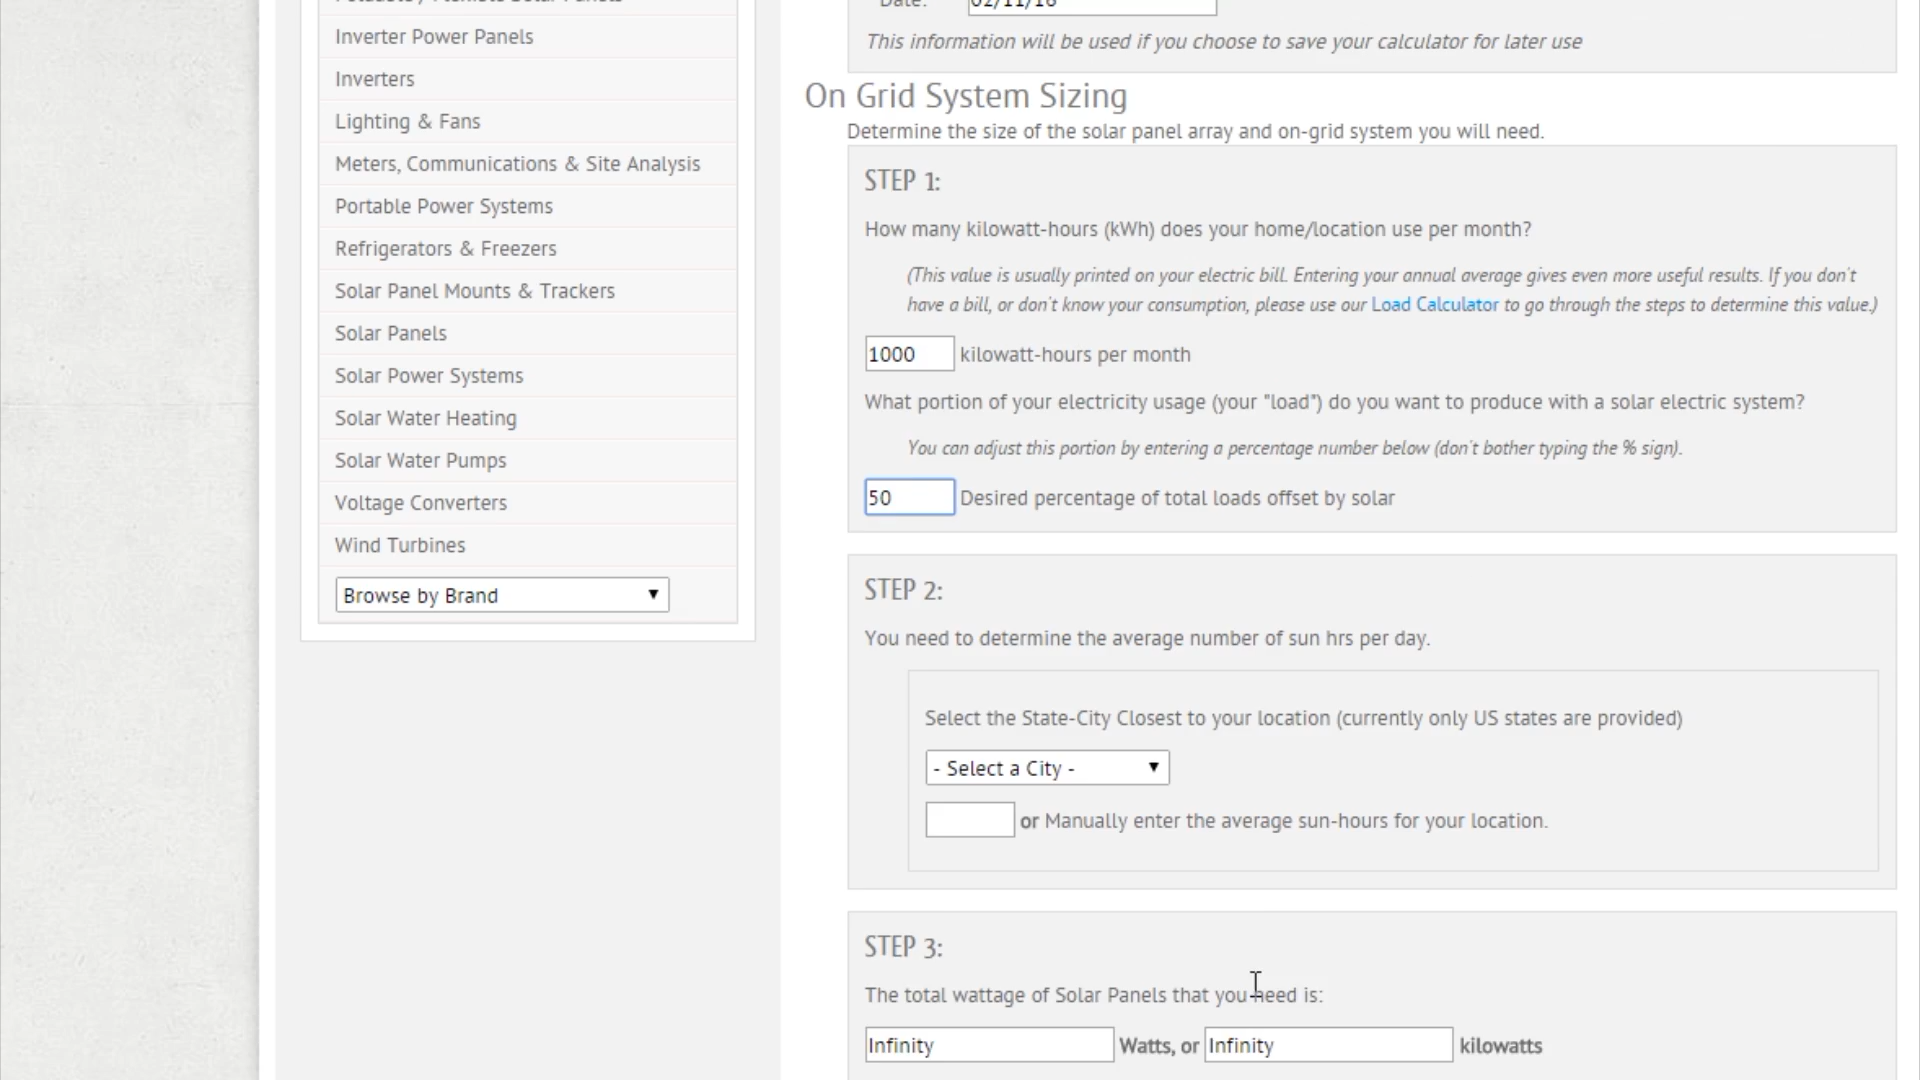 Inverter Power Panels
Inverters
Lighting & Fans
Meters, Communications & Site Analysis
Portable Power Systems
Refrigerators & Freezers
Solar Panel Mounts & Trackers
Solar Panels
Solar Power Systems
Solar Water Heating
Solar Water Pumps
Voltage Converters
Wind Turbines
Browse by Brand
Date: 02/11/16
This information will be used if you choose to save your calculator for later use
On Grid System Sizing
Determine the size of the solar panel array and on-grid system you will need.
STEP 1:
How many kilowatt-hours (kWh) does your home/location use per month?
(This value is usually printed on your electric bill. Entering your annual average gives even more useful results. If you don't
have a bill, or don't know your consumption, please use our Load Calculator to go through the steps to determine this value.)
1000 kilowatt-hours per month
What portion of your electricity usage (your "load") do you want to produce with a solar electric system?
You can adjust this portion by entering a percentage number below (don't bother typing the % sign).
50 Desired percentage of total loads offset by solar
STEP 2:
You need to determine the average number of sun hrs per day.
Select the State-City Closest to your location (currently only US states are provided)
- Select a City -
or Manually enter the average sun-hours for your location.
STEP 3:
The total wattage of Solar Panels that you need is:
Infinity Watts, or Infinity kilowatts